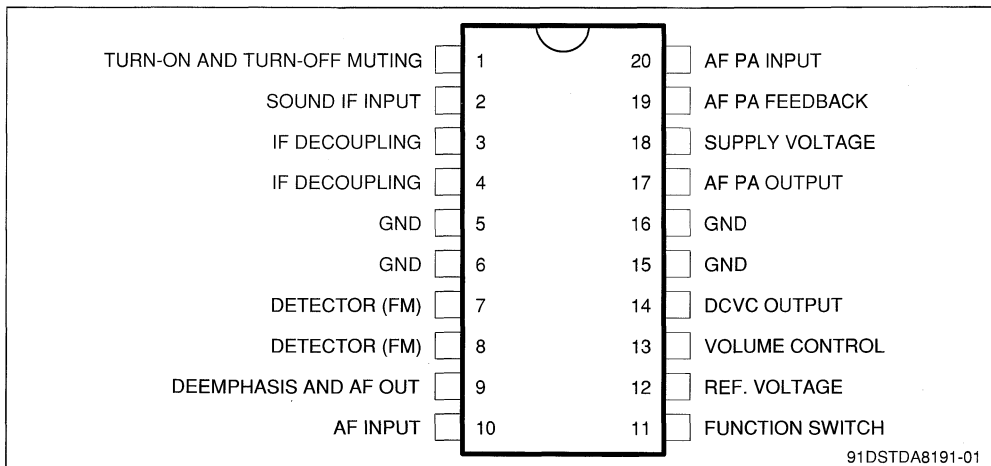 TURN-ON AND TURN-OFF MUTING 1 20 AF PA INPUT
SOUND IF INPUT 2 19 AF PA FEEDBACK
IF DECOUPLING 3 18 SUPPLY VOLTAGE
IF DECOUPLING 4 17 AF PA OUTPUT
GND 5 16 GND
GND 6 15 GND
DETECTOR (FM) 7 14 DCVC OUTPUT
DETECTOR (FM) 8 13 VOLUME CONTROL
DEEMPHASIS AND AF OUT 9 12 REF. VOLTAGE
AF INPUT 10 11 FUNCTION SWITCH
91DSTDA8191-01